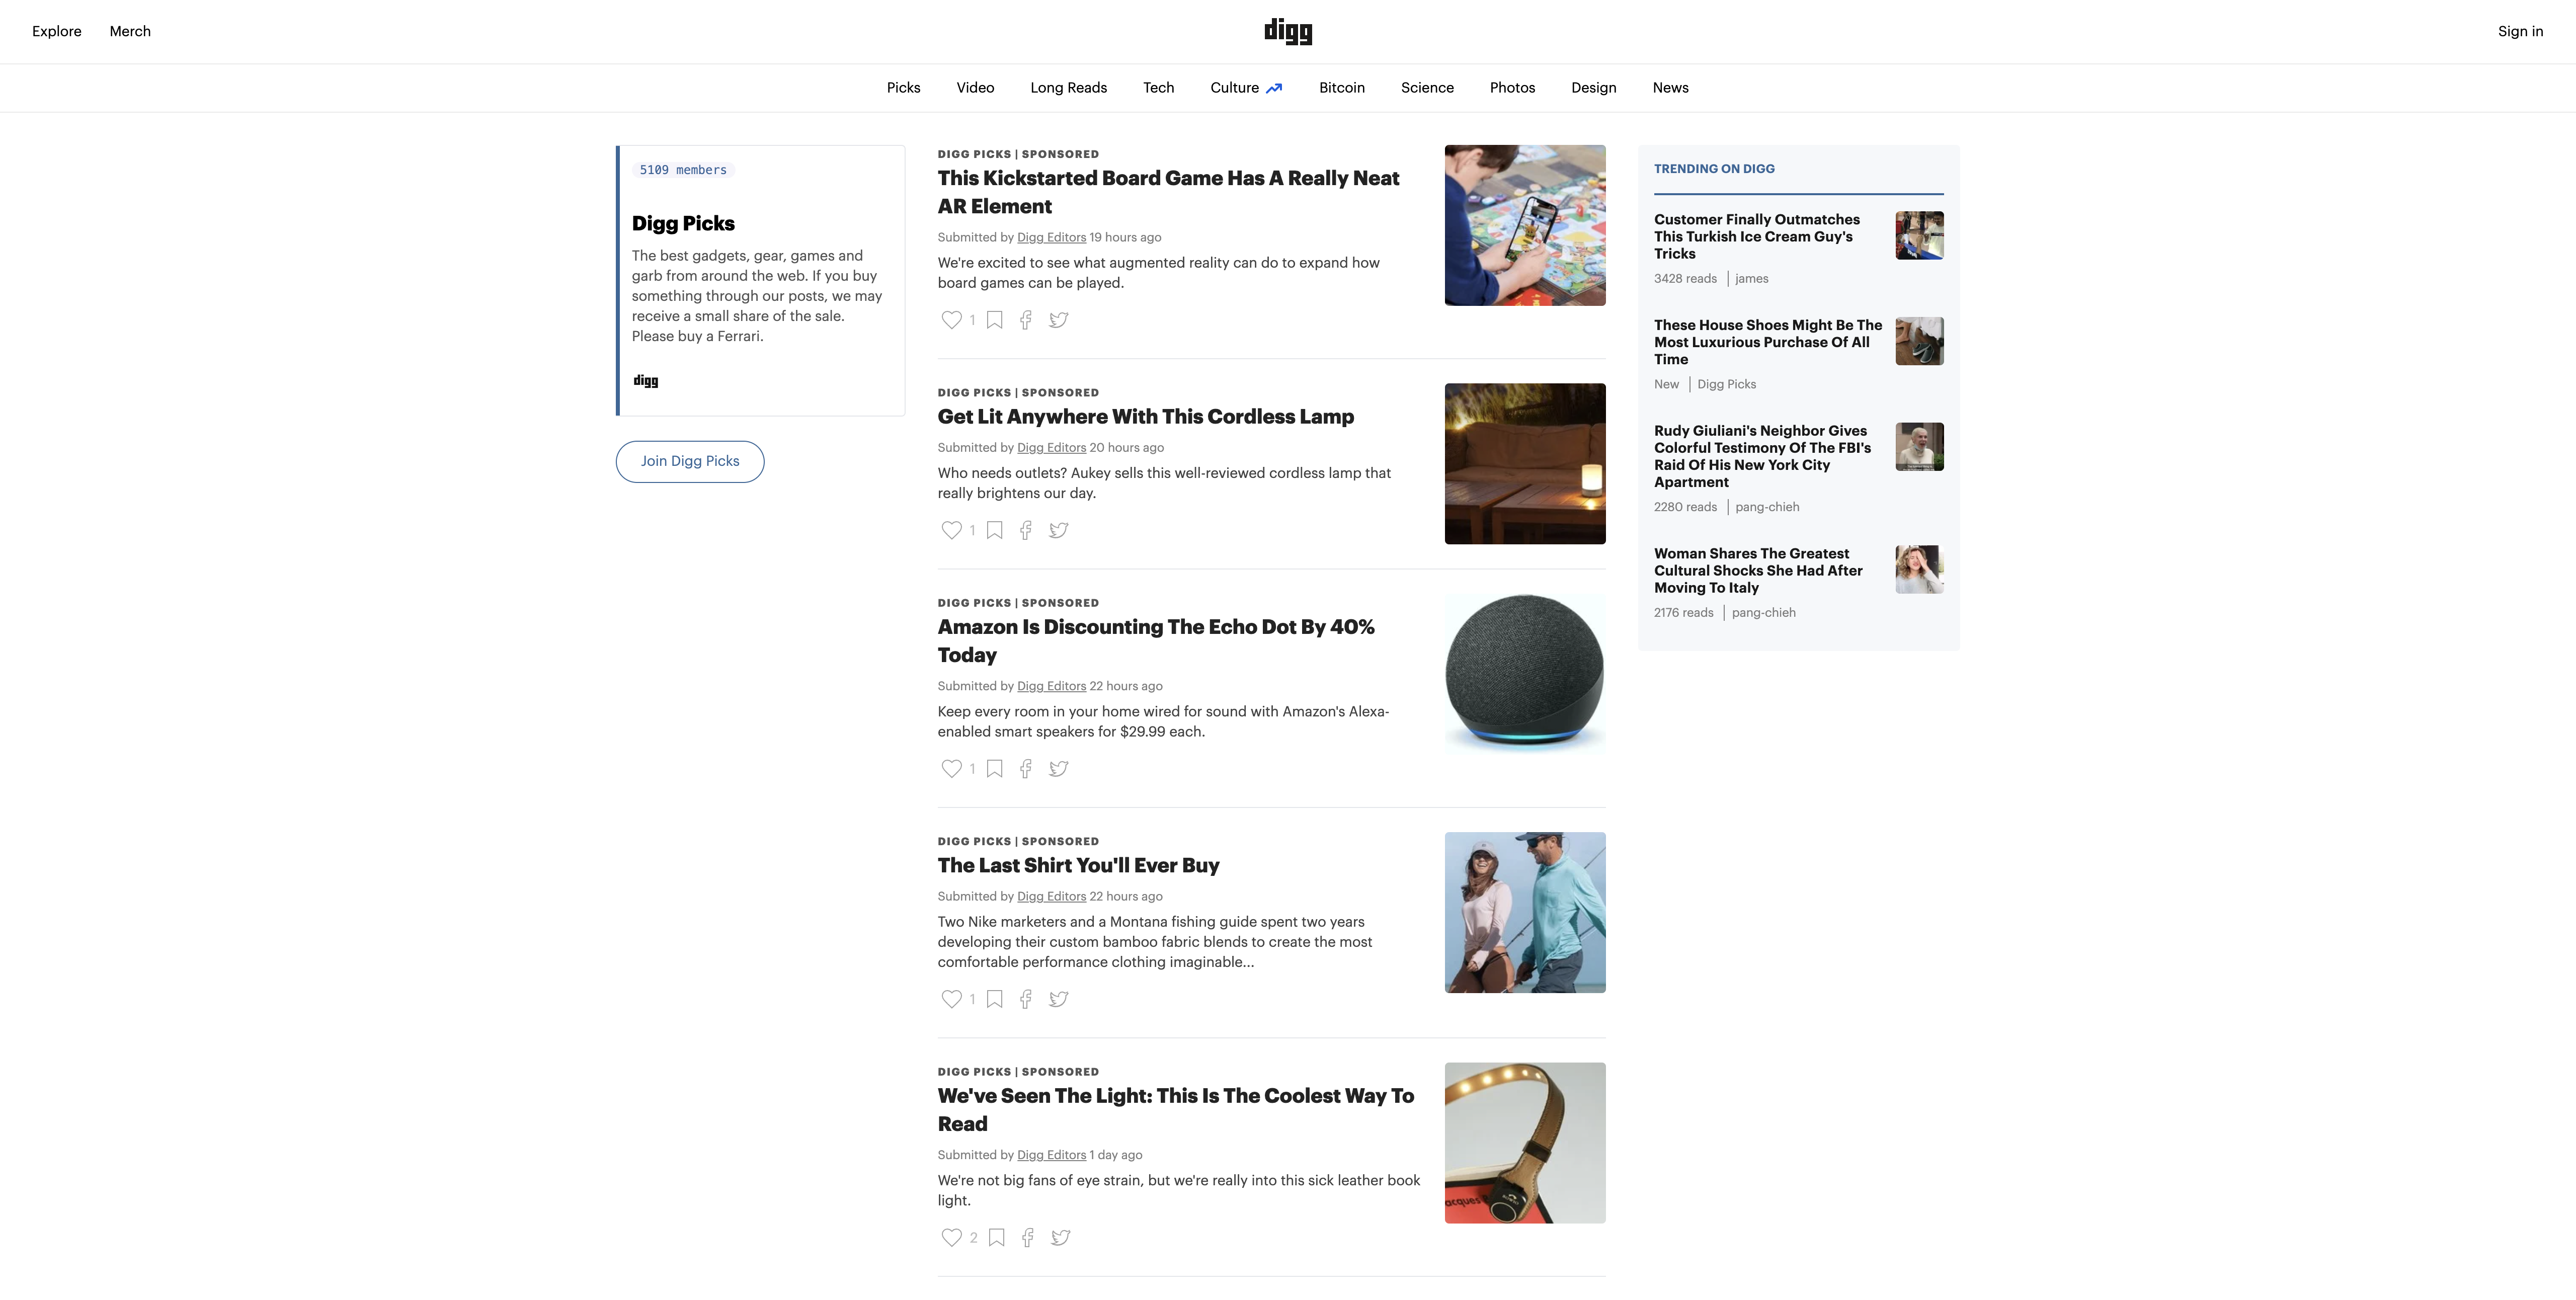 Explore
Merch
digg
Sign in
Picks
Video
Long Reads
Tech
Culture
Bitcoin
Science
Photos
Design
News
5109 members
Digg Picks
The best gadgets, gear, games and
garb from around the web. If you buy
something through our posts, we may
receive a small share of the sale.
Please buy a Ferrari.
digg
Join Digg Picks
DIGG PICKS | SPONSORED
This Kickstarted Board Game Has A Really Neat
AR Element
Submitted by Digg Editors 19 hours ago
We're excited to see what augmented reality can do to expand how
board games can be played.
1
DIGG PICKS | SPONSORED
Get Lit Anywhere With This Cordless Lamp
Submitted by Digg Editors 20 hours ago
Who needs outlets? Aukey sells this well-reviewed cordless lamp that
really brightens our day.
1
DIGG PICKS | SPONSORED
Amazon Is Discounting The Echo Dot By 40%
Today
Submitted by Digg Editors 22 hours ago
Keep every room in your home wired for sound with Amazon's Alexa-
enabled smart speakers for $29.99 each.
1
DIGG PICKS | SPONSORED
The Last Shirt You'll Ever Buy
Submitted by Digg Editors 22 hours ago
Two Nike marketers and a Montana fishing guide spent two years
developing their custom bamboo fabric blends to create the most
comfortable performance clothing imaginable...
1
DIGG PICKS | SPONSORED
We've Seen The Light: This Is The Coolest Way To
Read
Submitted by Digg Editors 1 day ago
We're not big fans of eye strain, but we're really into this sick leather book
light.
2
acques
TRENDING ON DIGG
Customer Finally Outmatches
This Turkish Ice Cream Guy's
Tricks
3428 reads | james
These House Shoes Might Be The
Most Luxurious Purchase Of All
Time
New | Digg Picks
Rudy Giuliani's Neighbor Gives
Colorful Testimony Of The FBI's
Raid Of His New York City
Apartment
2280 reads | pang-chieh
Woman Shares The Greatest
Cultural Shocks She Had After
Moving To Italy
2176 reads | pang-chieh